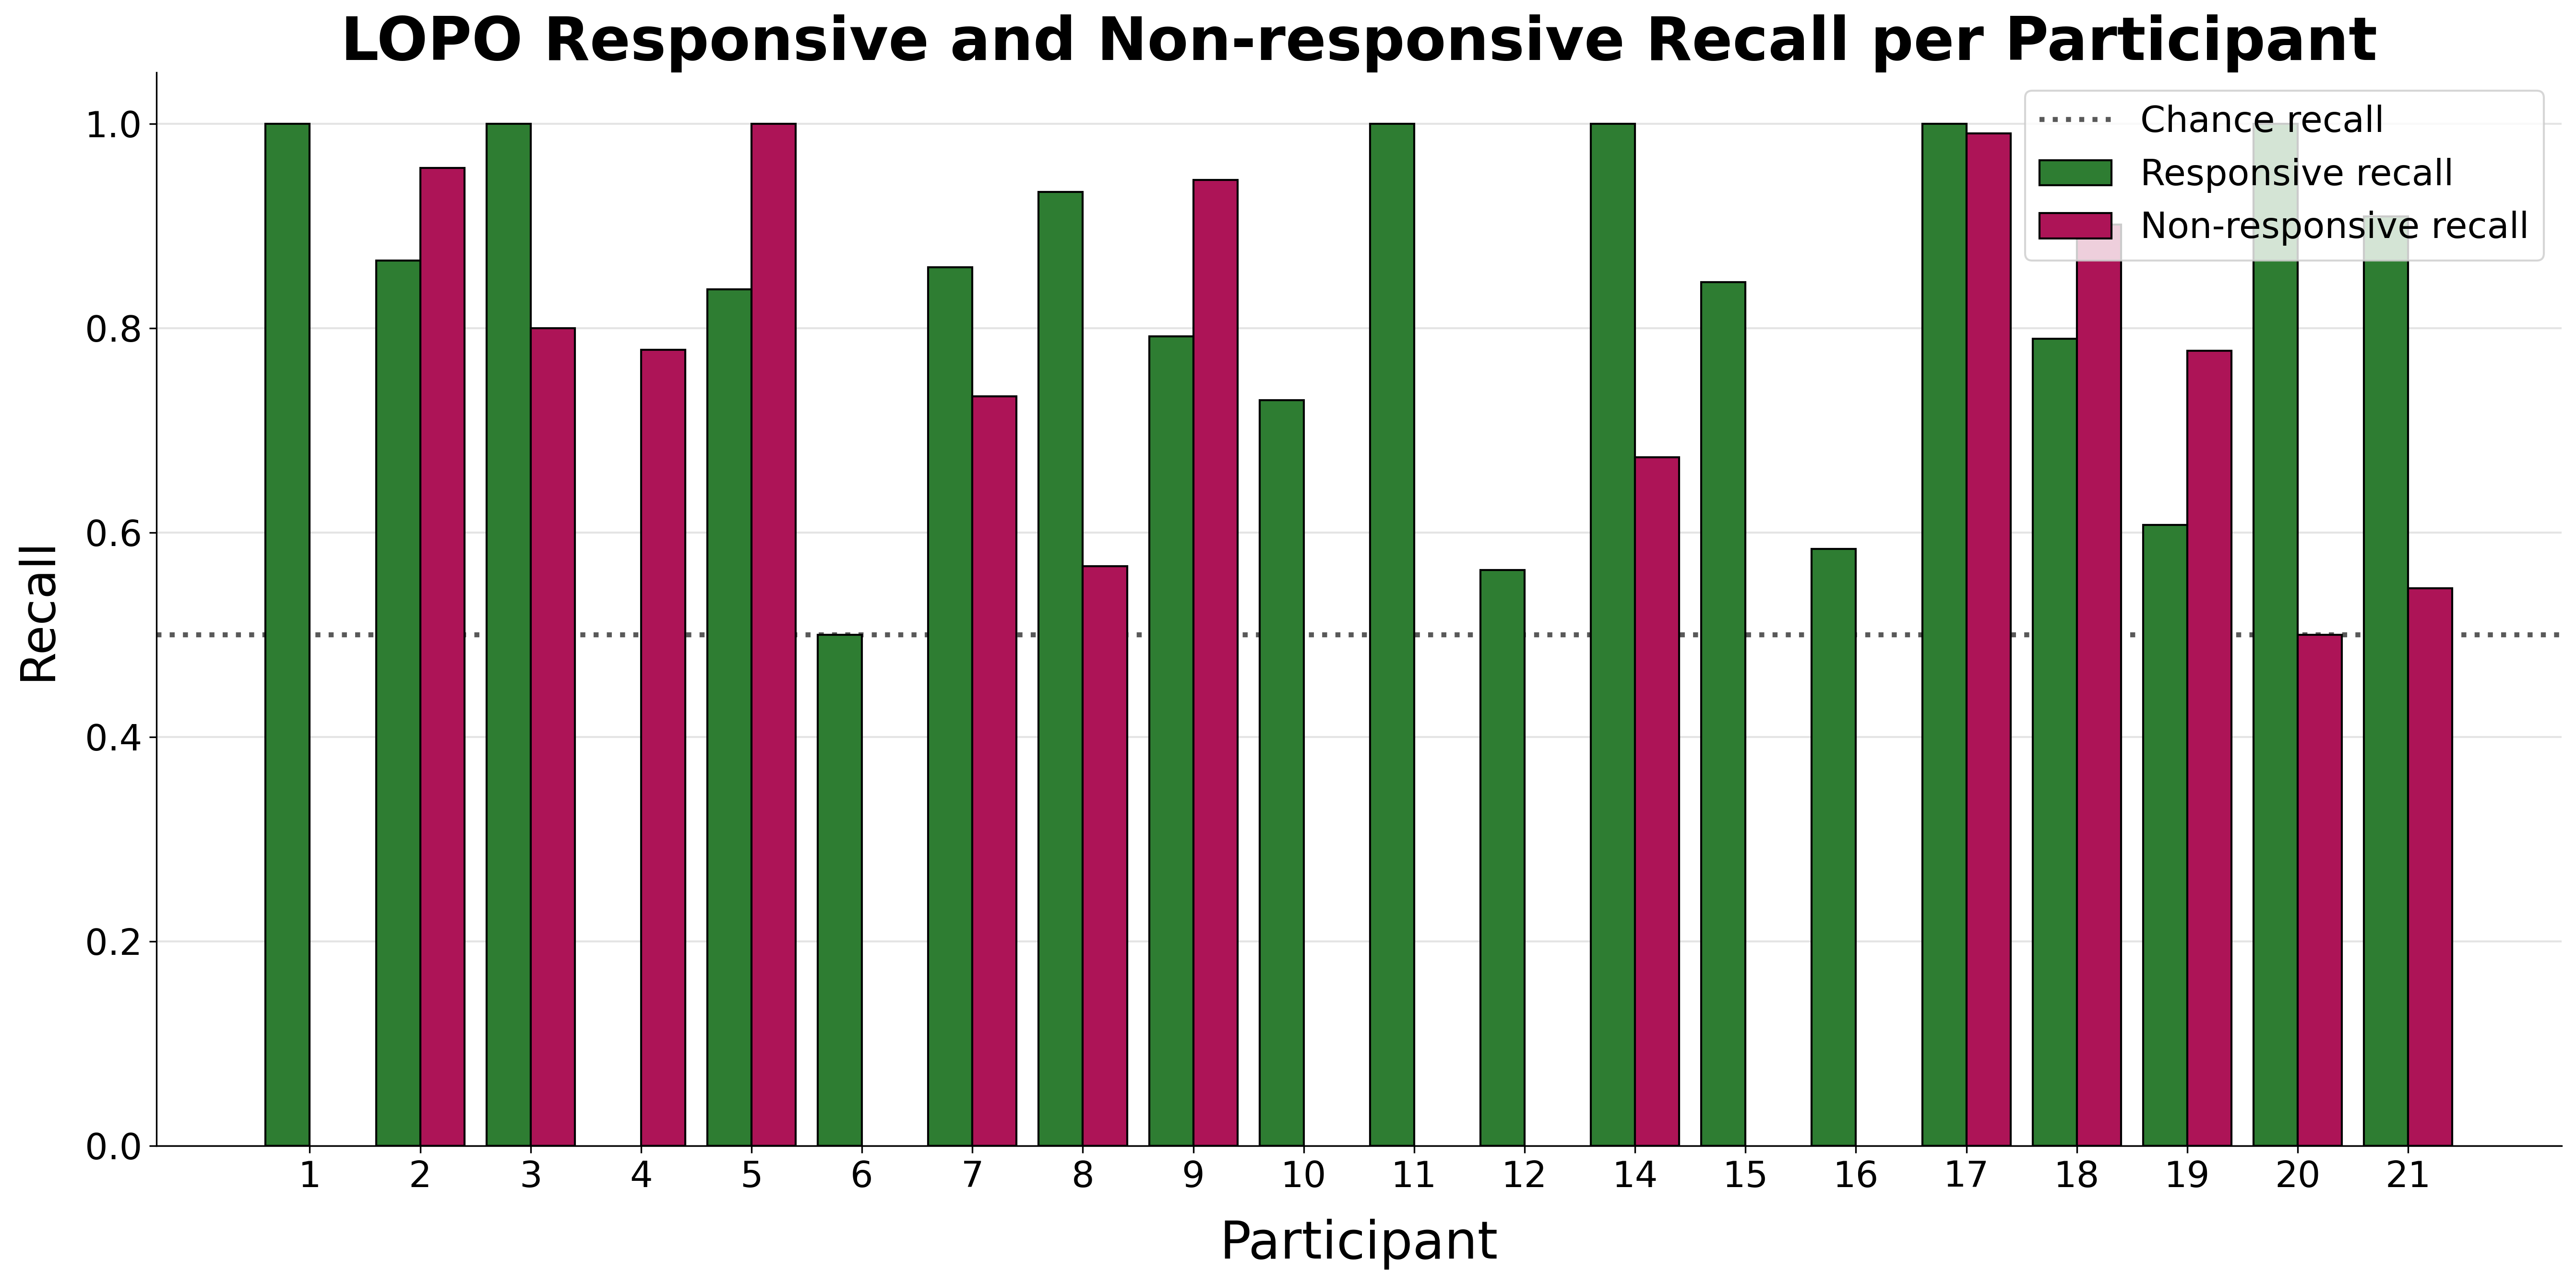 LOPO Responsive and Non-responsive Recall per Participant
Chance recall
Responsive recall
Non-responsive recall
Recall
1.0
0.8
0.6
0.4
0.2
0.0
1 2 3 4 5 6 7 8 9 10 11 12 14 15 16 17 18 19 20 21
Participant